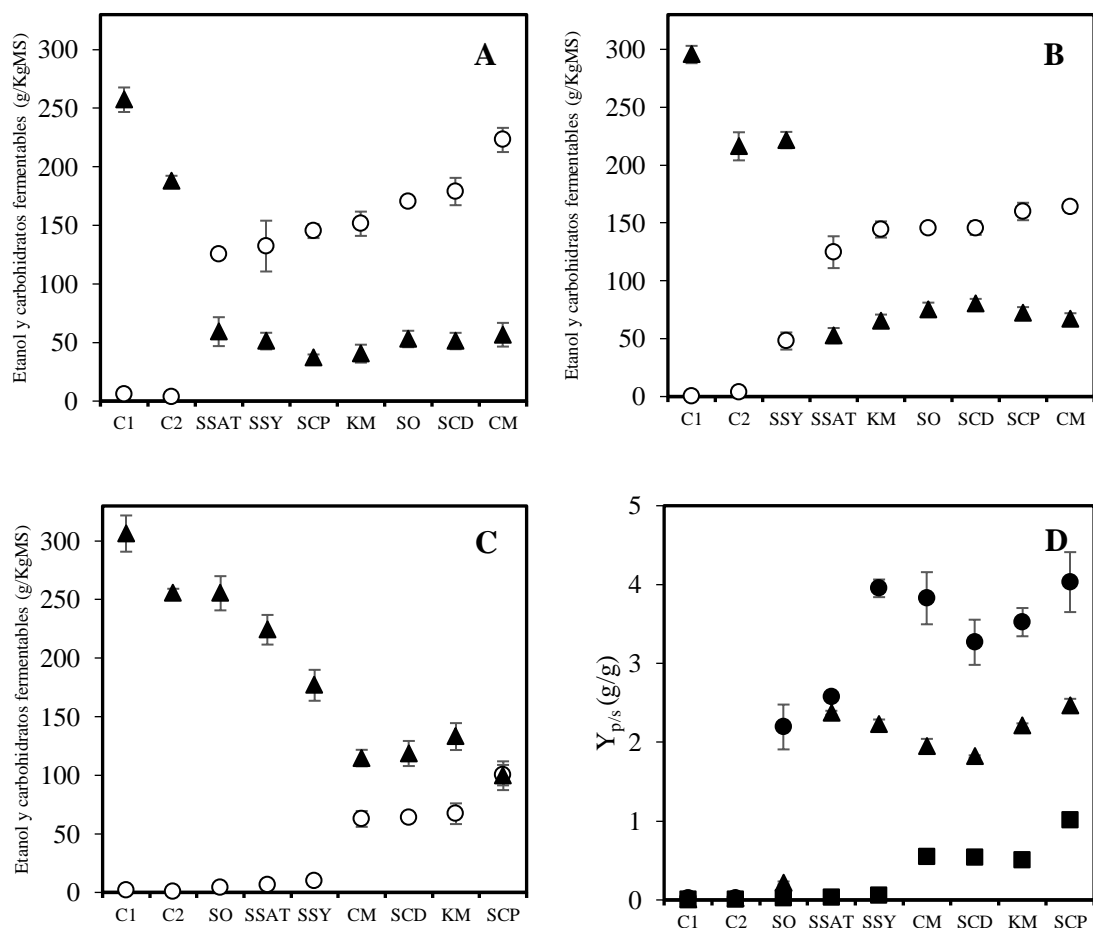 A
Etanol y carbohidratos fermentables (g/KgMS)
300
250
200
150
100
50
0
C1 C2 SSAT SSY SCP KM SO SCD CM
B
Etanol y carbohidratos fermentables (g/KgMS)
300
250
200
150
100
50
0
C1 C2 SSY SSAT KM SO SCD SCP CM
C
Etanol y carbohidratos fermentables (g/KgMS)
300
250
200
150
100
50
0
C1 C2 SO SSAT SSY CM SCD KM SCP
D
Yp/s (g/g)
5
4
3
2
1
0
C1 C2 SO SSAT SSY CM SCD KM SCP